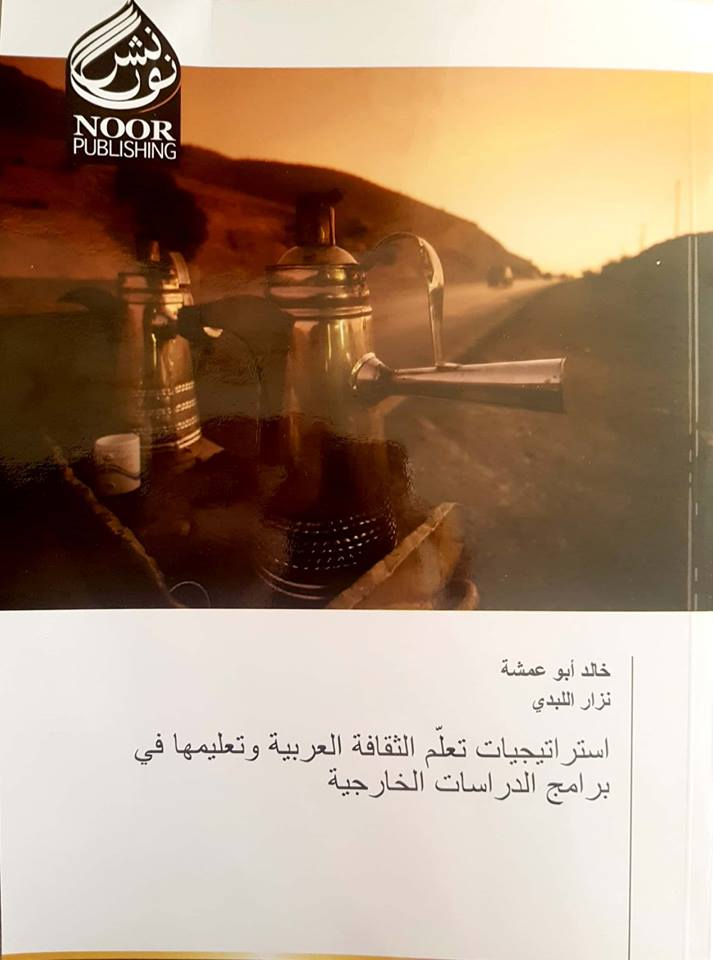 نور نشر
NOOR
PUBLISHING
خالد أبو عمشة
نزار اللبدي
استراتيجيات تعلّم الثقافة العربية وتعليمها في
برامج الدراسات الخارجية